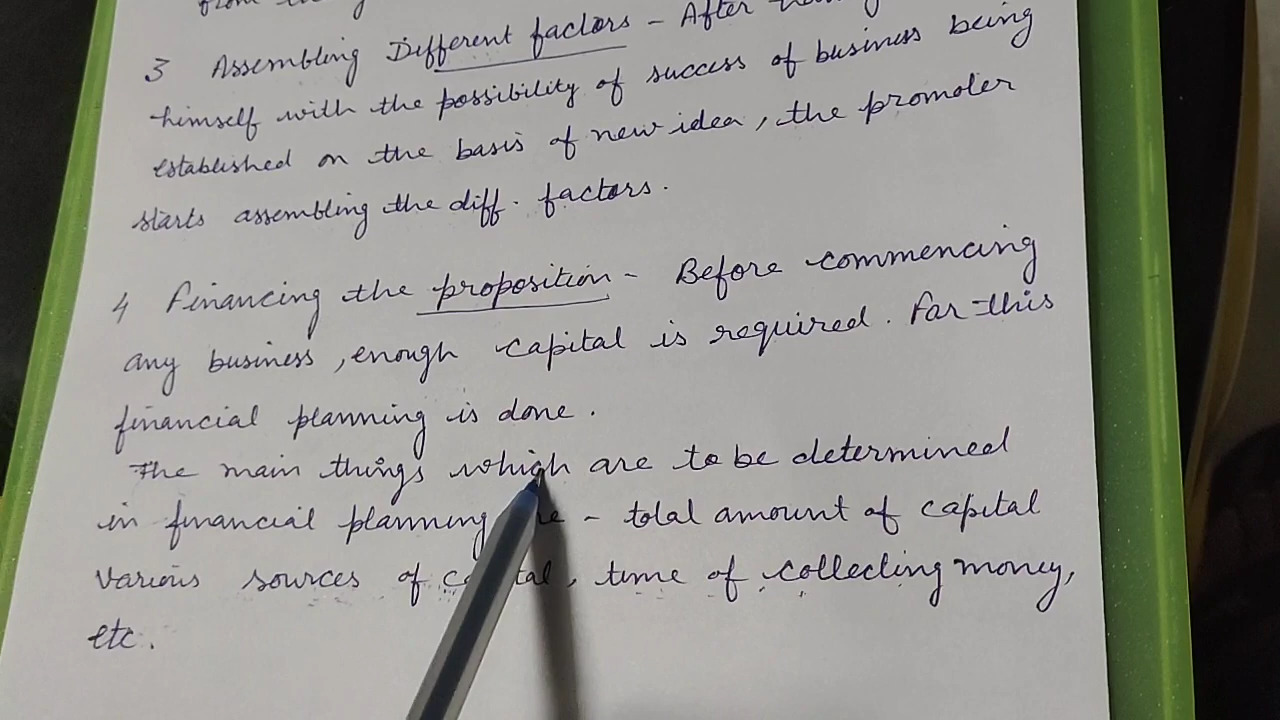 from
3 Assembling Different factors - After
himself with the possibility of success of business being
established on the basis of new idea, the promoter
starts assembling the diff. factors.
4 Financing the proposition - Before commencing
any business, enough capital is required. For this
financial planning is done.
The main things which are to be determined
in financial planning - total amount of capital
various sources of capital, time of collecting money,
etc.